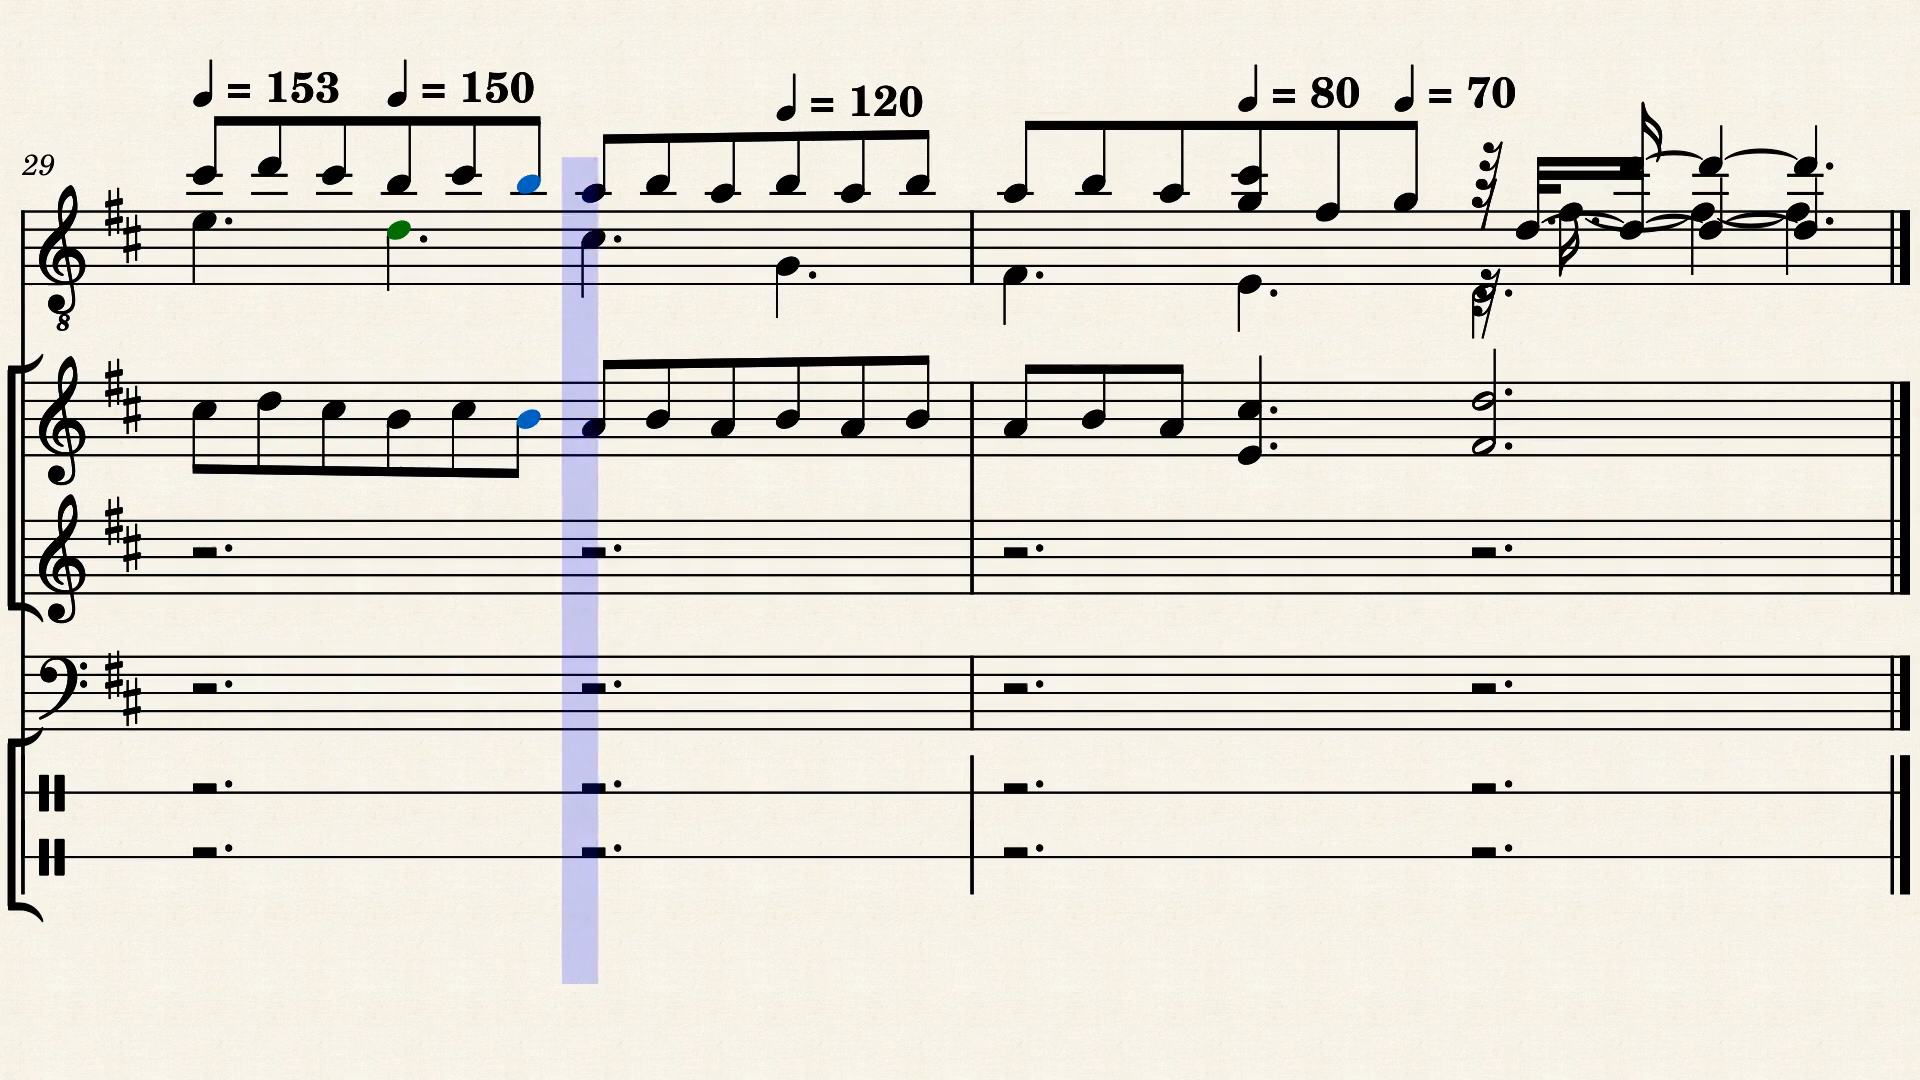 ♩ = 153 ♩ = 150 ♩ = 120 ♩ = 80 ♩ = 70
29
8